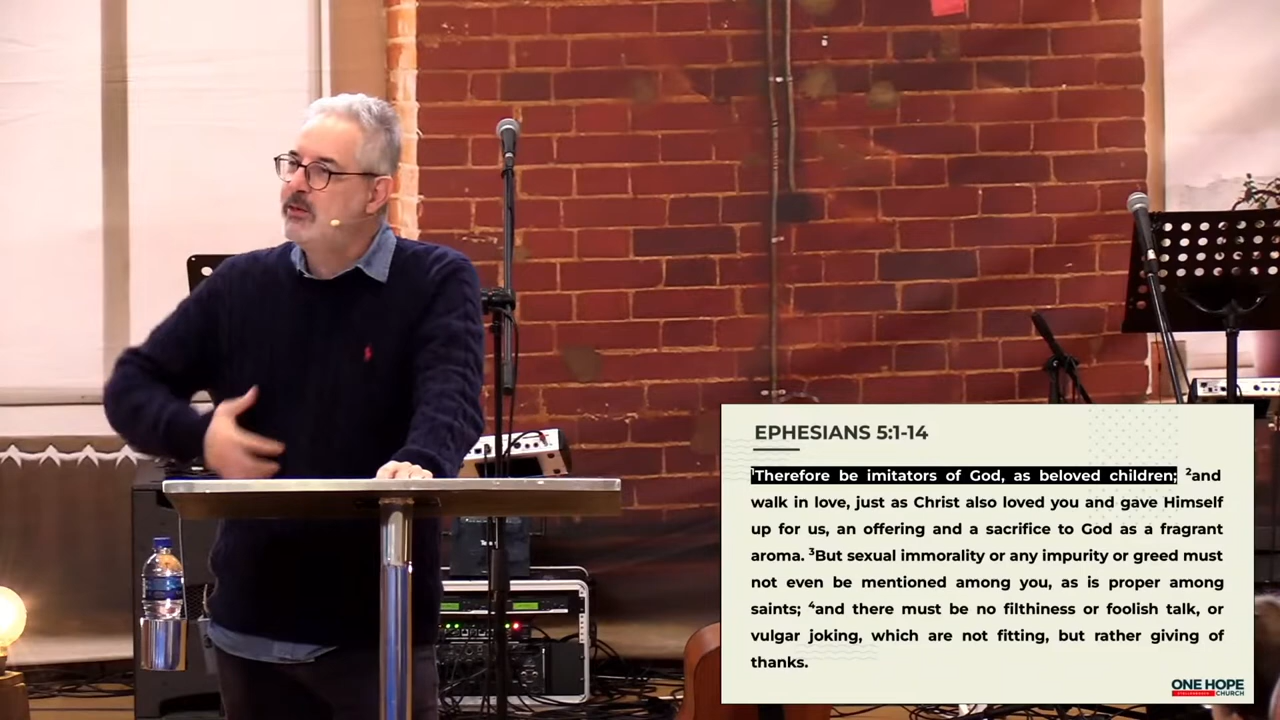 EPHESIANS 5:1-14
¹Therefore be imitators of God, as beloved children; ²and
walk in love, just as Christ also loved you and gave Himself
up for us, an offering and a sacrifice to God as a fragrant
aroma. ³But sexual immorality or any impurity or greed must
not even be mentioned among you, as is proper among
saints; ⁴and there must be no filthiness or foolish talk, or
vulgar joking, which are not fitting, but rather giving of
thanks.
ONE HOPE
STELLENBOSCH CHURCH